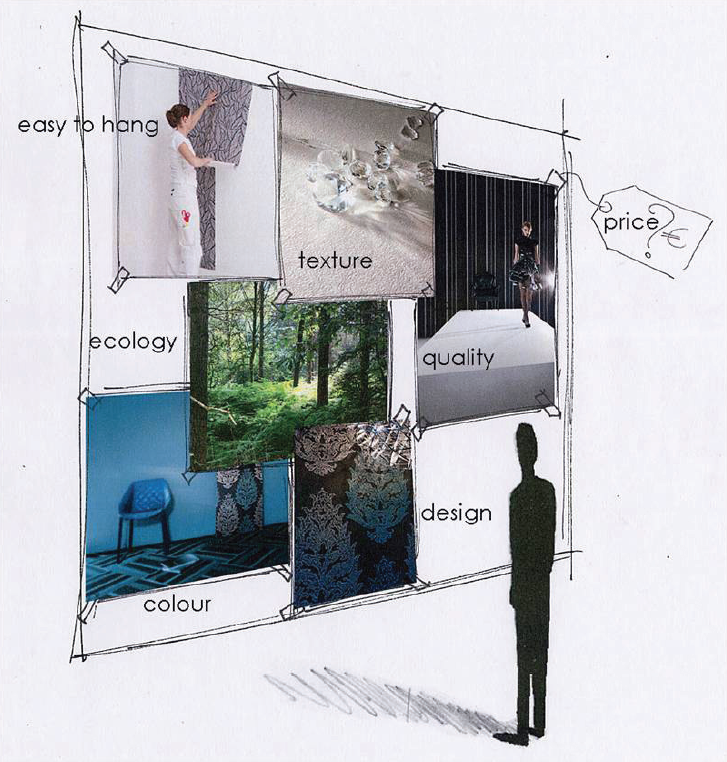 easy to hang
texture
price
?
€
ecology
quality
design
colour